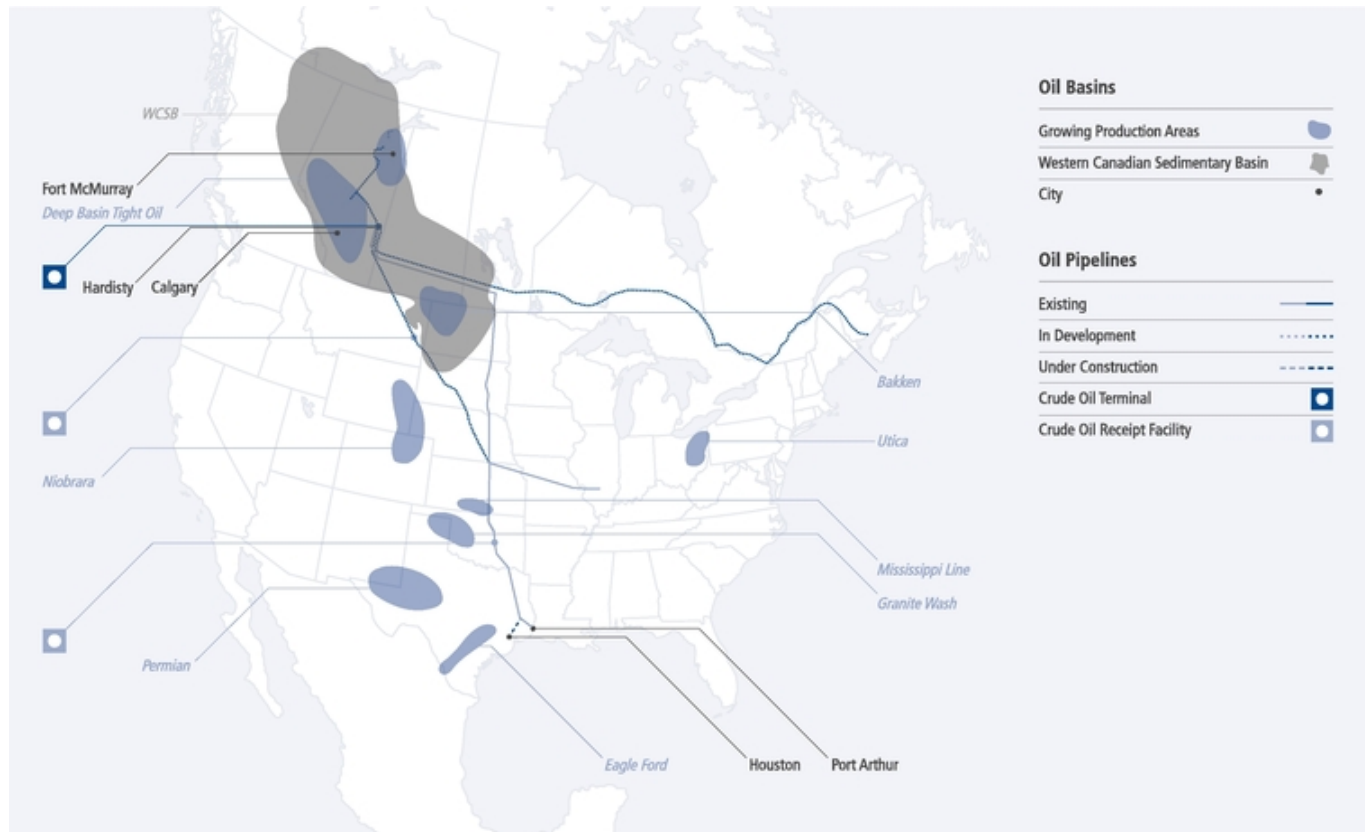 WCSB
Fort McMurray
Deep Basin Tight Oil
Hardisty
Calgary
Niobrara
Permian
Bakken
Utica
Mississippi Line
Granite Wash
Eagle Ford
Houston
Port Arthur
Oil Basins
Growing Production Areas
Western Canadian Sedimentary Basin
City
Oil Pipelines
Existing
In Development
Under Construction
Crude Oil Terminal
Crude Oil Receipt Facility